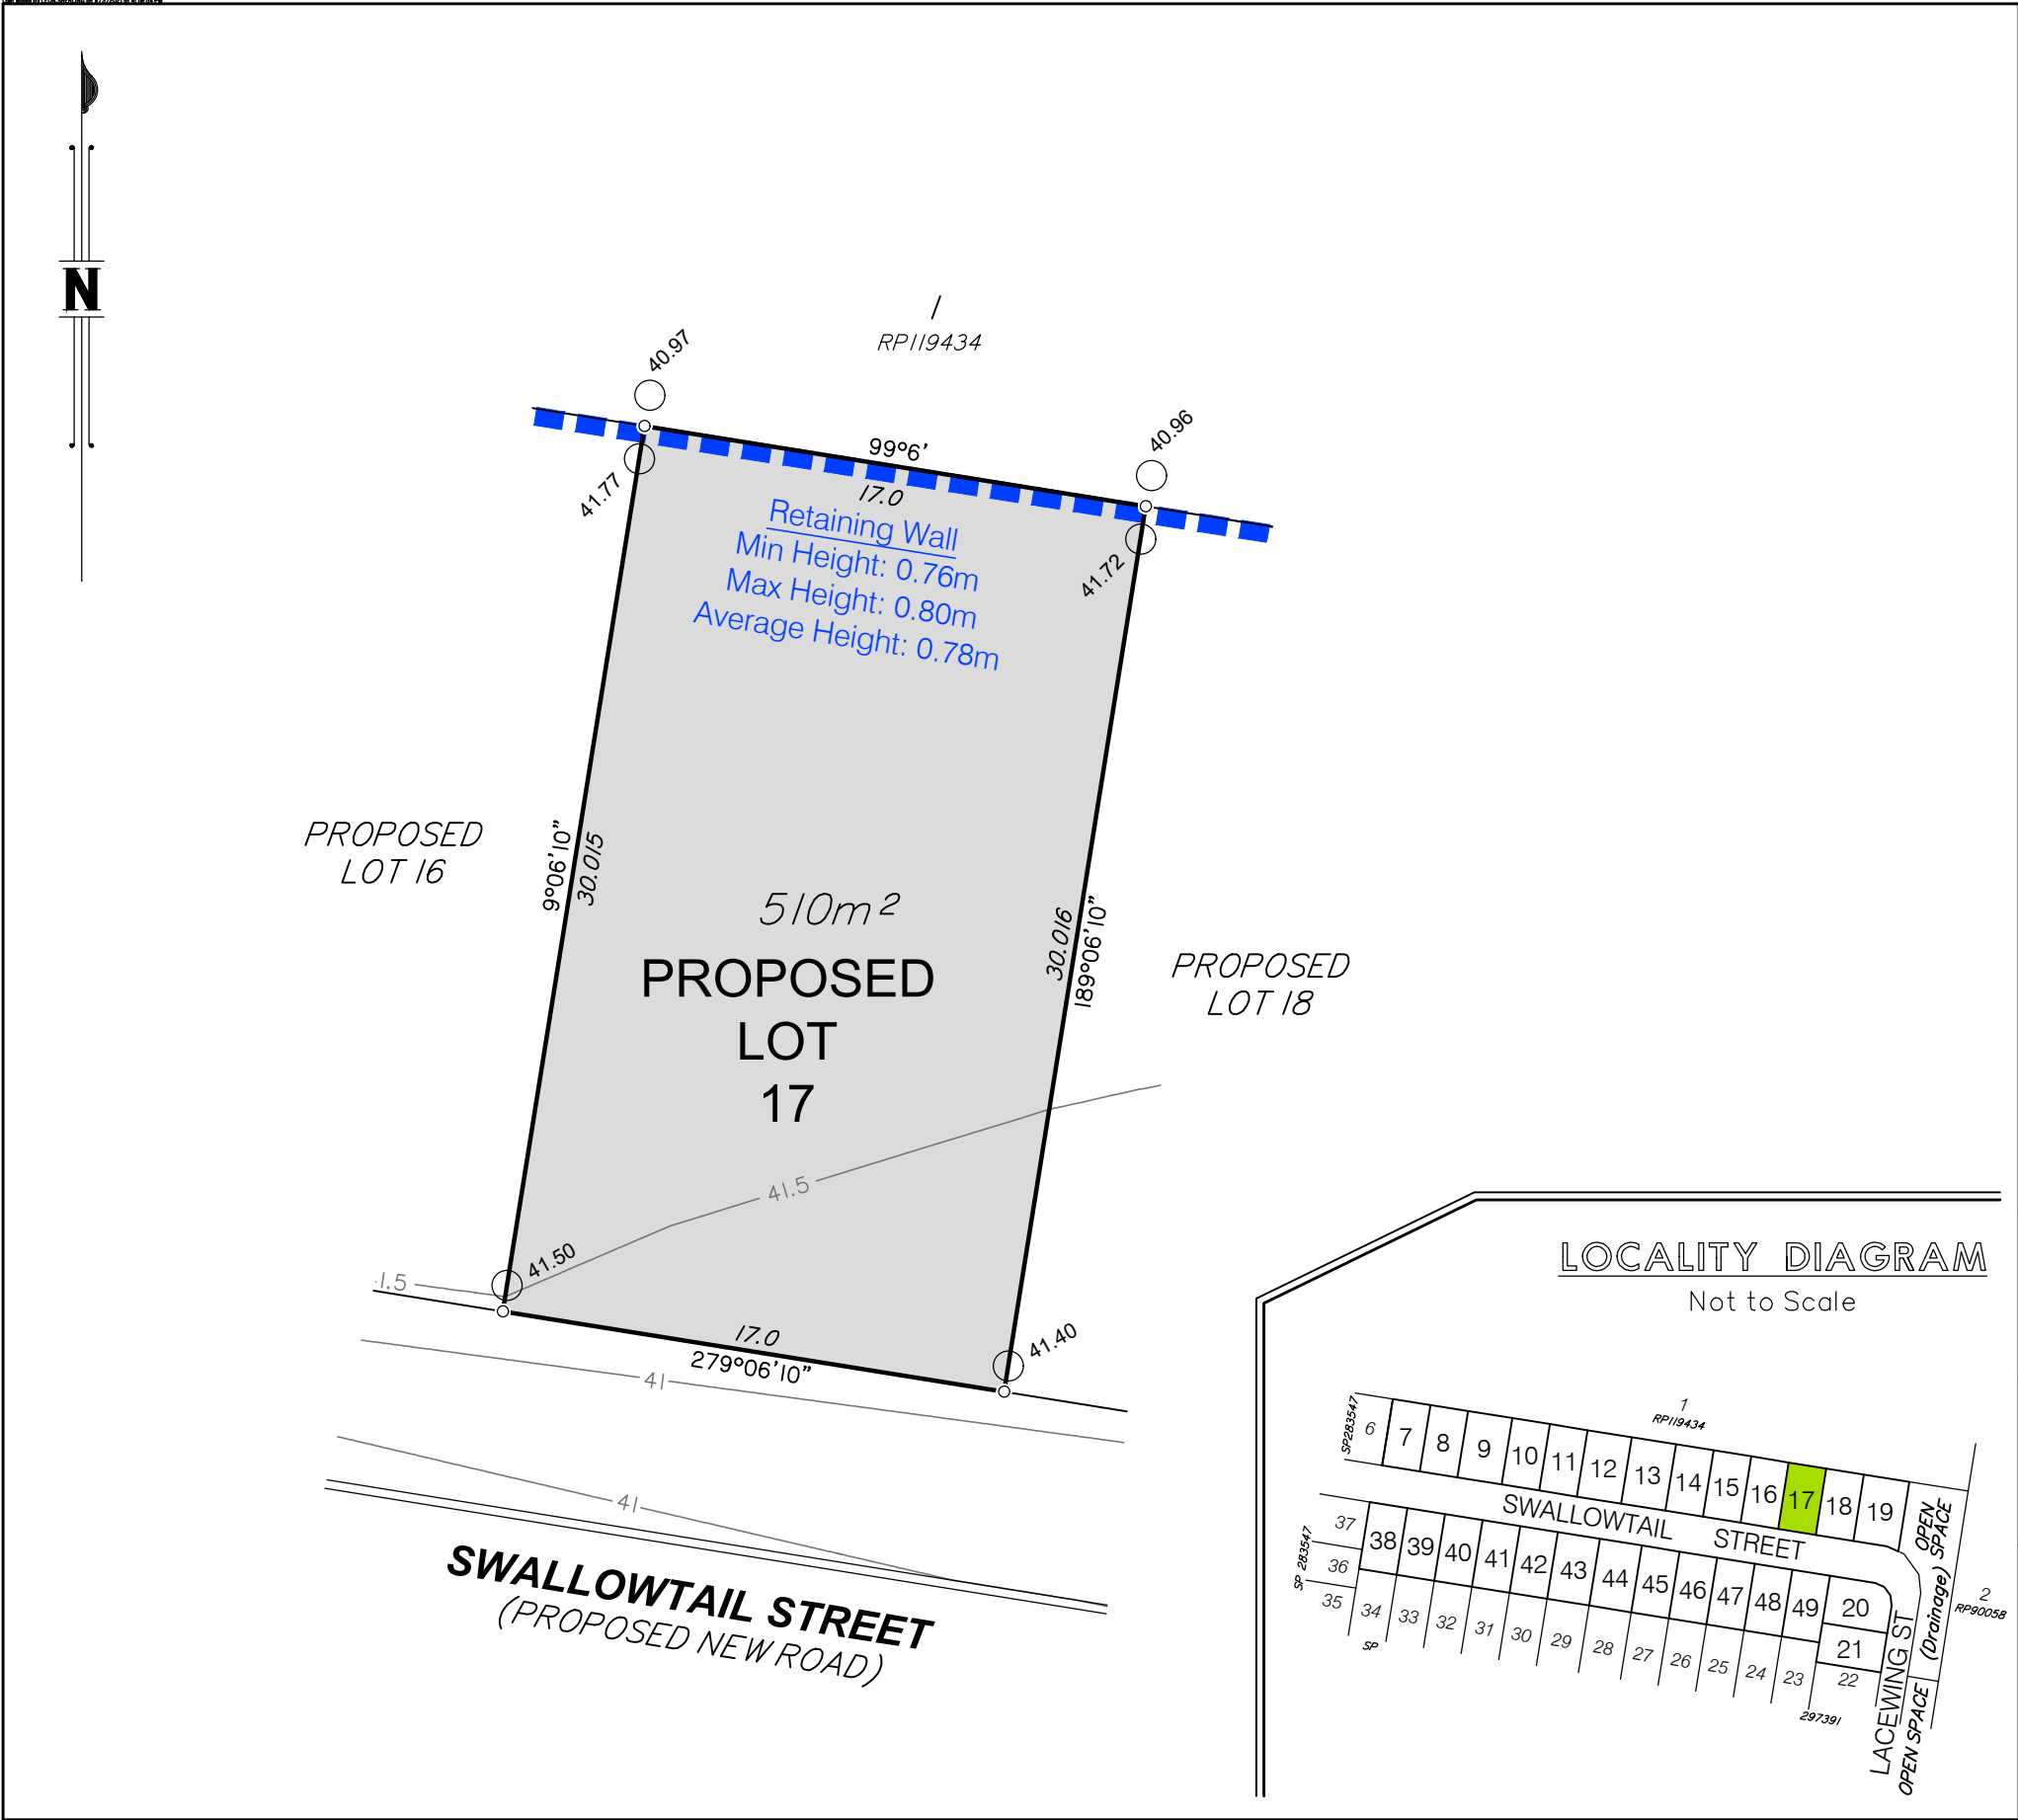 N
1
RP119434
40.97
40.96
99°6'
17.0
41.77
41.72
Retaining Wall
Min Height: 0.76m
Max Height: 0.80m
Average Height: 0.78m
PROPOSED
LOT 16
9°06'10"
30.015
510m²
PROPOSED
LOT
17
30.016
189°06'10"
PROPOSED
LOT 18
41.5
41.50
1.5
17.0
279°06'10"
41.40
41
41
SWALLOWTAIL STREET
(PROPOSED NEW ROAD)
LOCALITY DIAGRAM
Not to Scale
1
RP119434
SP283547
6 7 8 9 10 11 12 13 14 15 16 17 18 19
SWALLOWTAIL STREET
OPEN
(Drainage) SPACE
SP 283547
37
36
35
38 39 40 41 42 43 44 45 46 47 48 49 20
21
22
34 33 32 31 30 29 28 27 26 25 24 23
SP
297391
LACEWING ST
OPEN SPACE
2
RP90058